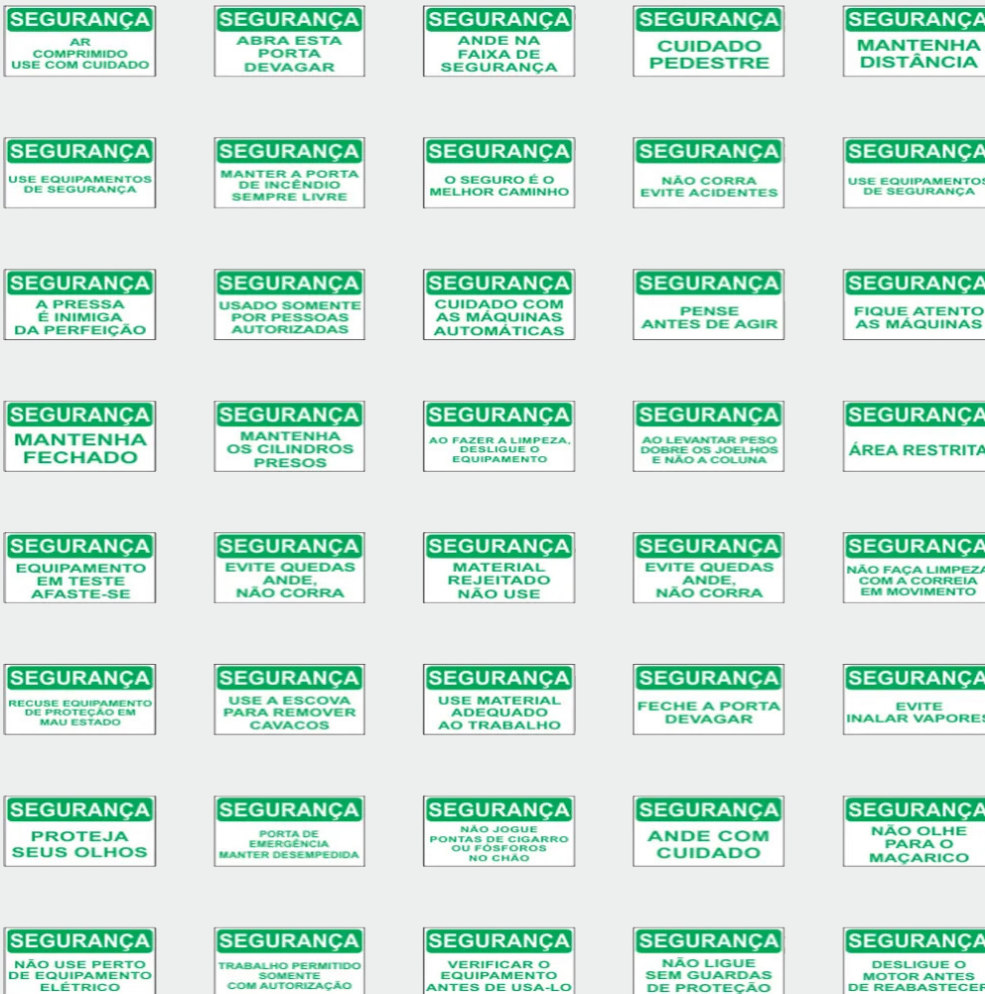 SEGURANÇA
AR
COMPRIMIDO
USE COM CUIDADO
SEGURANÇA
ABRA ESTA
PORTA
DEVAGAR
SEGURANÇA
ANDE NA
FAIXA DE
SEGURANÇA
SEGURANÇA
CUIDADO
PEDESTRE
SEGURANÇA
MANTENHA
DISTÂNCIA
SEGURANÇA
USE EQUIPAMENTOS
DE SEGURANÇA
SEGURANÇA
MANTER A PORTA
DE INCÊNDIO
SEMPRE LIVRE
SEGURANÇA
O SEGURO É O
MELHOR CAMINHO
SEGURANÇA
NÃO CORRA
EVITE ACIDENTES
SEGURANÇA
USE EQUIPAMENTOS
DE SEGURANÇA
SEGURANÇA
A PRESSA
É INIMIGA
DA PERFEIÇÃO
SEGURANÇA
USADO SOMENTE
POR PESSOAS
AUTORIZADAS
SEGURANÇA
CUIDADO COM
AS MÁQUINAS
AUTOMÁTICAS
SEGURANÇA
PENSE
ANTES DE AGIR
SEGURANÇA
FIQUE ATENTO
AS MÁQUINAS
SEGURANÇA
MANTENHA
FECHADO
SEGURANÇA
MANTENHA
OS CILINDROS
PRESOS
SEGURANÇA
AO FAZER A LIMPEZA,
DESLIGUE O
EQUIPAMENTO
SEGURANÇA
AO LEVANTAR PESO
DOBRE OS JOELHOS
E NÃO A COLUNA
SEGURANÇA
ÁREA RESTRITA
SEGURANÇA
EQUIPAMENTO
EM TESTE
AFASTE-SE
SEGURANÇA
EVITE QUEDAS
ANDE,
NÃO CORRA
SEGURANÇA
MATERIAL
REJEITADO
NÃO USE
SEGURANÇA
EVITE QUEDAS
ANDE,
NÃO CORRA
SEGURANÇA
NÃO FAÇA LIMPEZA
COM A CORREIA
EM MOVIMENTO
SEGURANÇA
RECUSE EQUIPAMENTO
DE PROTEÇÃO EM
MAU ESTADO
SEGURANÇA
USE A ESCOVA
PARA REMOVER
CAVACOS
SEGURANÇA
USE MATERIAL
ADEQUADO
AO TRABALHO
SEGURANÇA
FECHE A PORTA
DEVAGAR
SEGURANÇA
EVITE
INALAR VAPORES
SEGURANÇA
PROTEJA
SEUS OLHOS
SEGURANÇA
PORTA DE
EMERGÊNCIA
MANTER DESEMPEDIDA
SEGURANÇA
NÃO JOGUE
PONTAS DE CIGARRO
OU FÓSFOROS
NO CHÃO
SEGURANÇA
ANDE COM
CUIDADO
SEGURANÇA
NÃO OLHE
PARA O
MAÇARICO
SEGURANÇA
NÃO USE PERTO
DE EQUIPAMENTO
ELÉTRICO
SEGURANÇA
TRABALHO PERMITIDO
SOMENTE
COM AUTORIZAÇÃO
SEGURANÇA
VERIFICAR O
EQUIPAMENTO
ANTES DE USA-LO
SEGURANÇA
NÃO LIGUE
SEM GUARDAS
DE PROTEÇÃO
SEGURANÇA
DESLIGUE O
MOTOR ANTES
DE REABASTECER